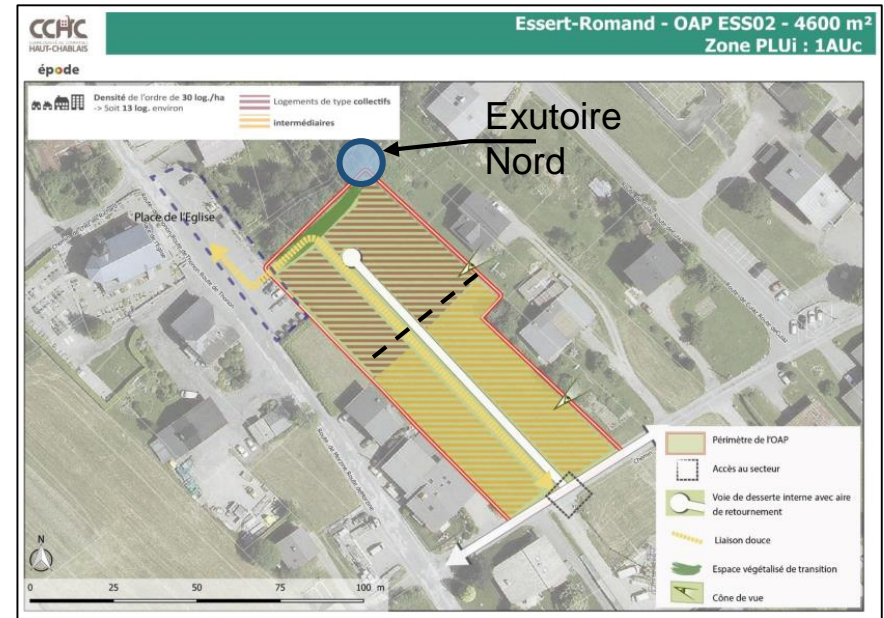 CCHC
HAUT-CHABLAIS
épode
Essert-Romand - OAP ESS02 - 4600 m²
Zone PLUi : 1AUc
Densité de l'ordre de 30 log./ha
-> Soit 13 log. environ
Logements de type collectifs
intermédiaires
Exutoire
Nord
Place de l'Eglise
Périmètre de l'OAP
Accès au secteur
Voie de desserte interne avec aire
de retournement
Liaison douce
Espace végétalisé de transition
Cône de vue
Chemin
N
0 25 50 75 100 m